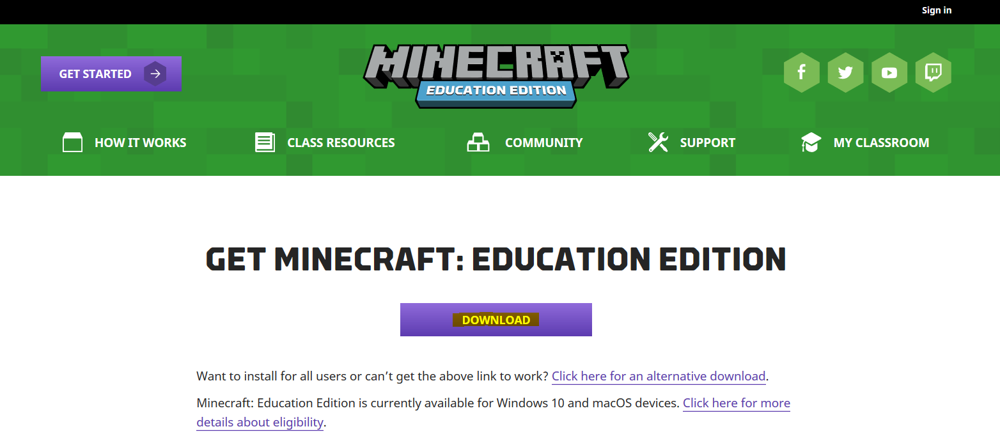 Sign in
GET STARTED
MINECRAFT
EDUCATION EDITION
HOW IT WORKS
CLASS RESOURCES
COMMUNITY
SUPPORT
MY CLASSROOM
GET MINECRAFT: EDUCATION EDITION
DOWNLOAD
Want to install for all users or can’t get the above link to work? Click here for an alternative download.
Minecraft: Education Edition is currently available for Windows 10 and macOS devices. Click here for more
details about eligibility.